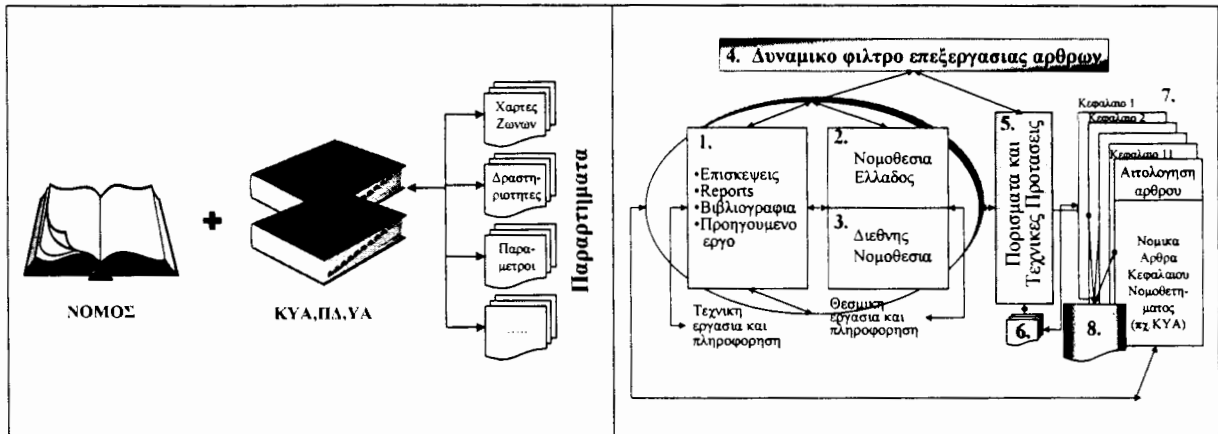 Χαρτες
Ζωνων
Δραστη-
ριοτητες
Παρα-
μετροι
.....
Παραρτηματα
+
ΝΟΜΟΣ
ΚΥΑ,ΠΔ,ΥΑ
4. Δυναμικο φιλτρο επεξεργασιας αρθρων
1.
•Επισκεψεις
•Reports
•Βιβλιογραφια
•Προηγουμενο
εργο
2.
Νομοθεσια
Ελλαδος
3.
Διεθνης
Νομοθεσια
Τεχνικη
εργασια και
πληροφορηση
Θεσμικη
εργασια και
πληροφορηση
5.
Πορισματα και
Τεχνικες Προτασεις
6.
7.
Κεφαλαιο 1
Κεφαλαιο 2
Κεφαλαιο 11
Αιτολογηση
αρθρου
Νομικα
Αρθρα
Κεφαλαιου
Νομοθετη-
ματος
(πχ ΚΥΑ)
8.